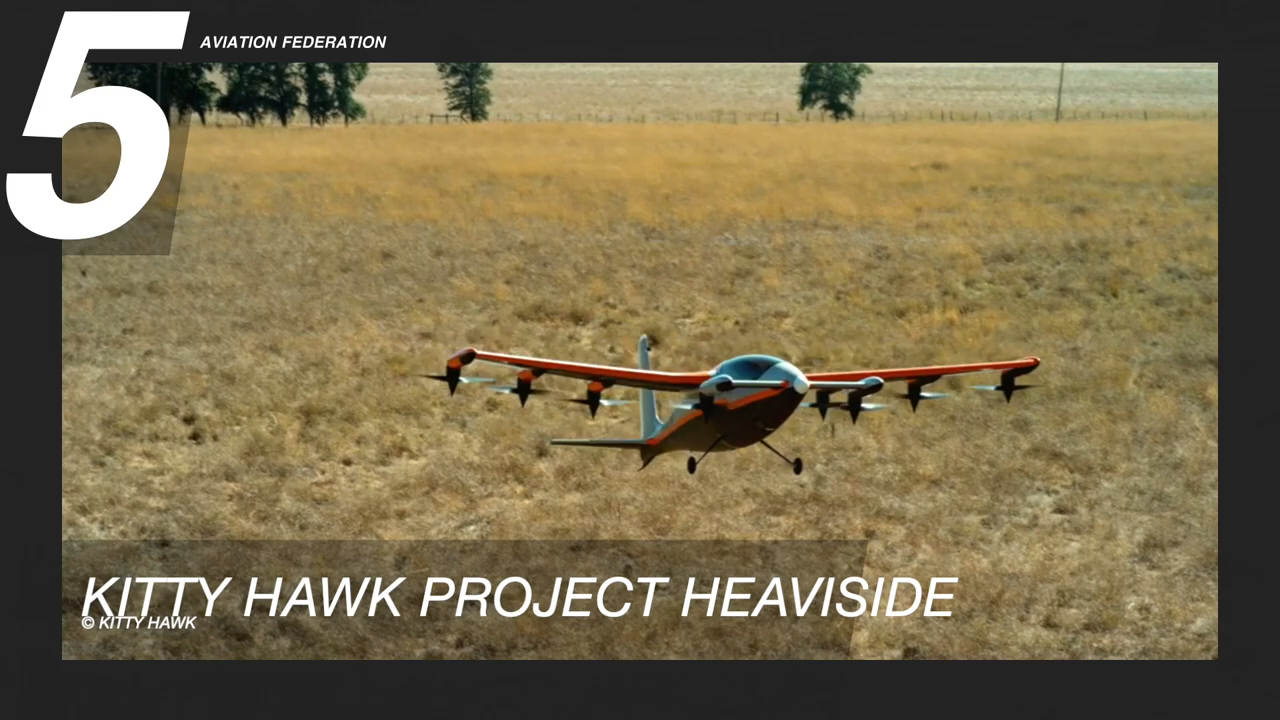 5
AVIATION FEDERATION
KITTY HAWK PROJECT HEAVISIDE
© KITTY HAWK